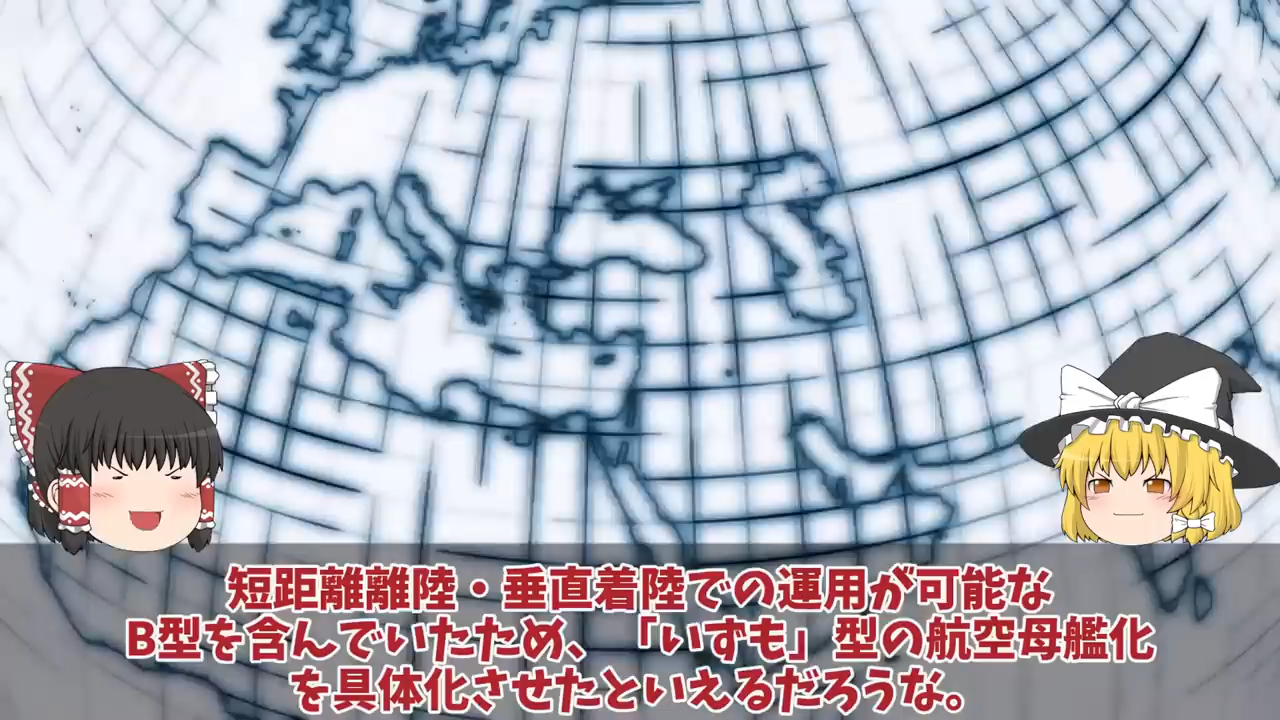 短距離離陸・垂直着陸での運用が可能な
B型を含んでいたため、「いずも」型の航空母艦化
を具体化させたといえるだろうな。